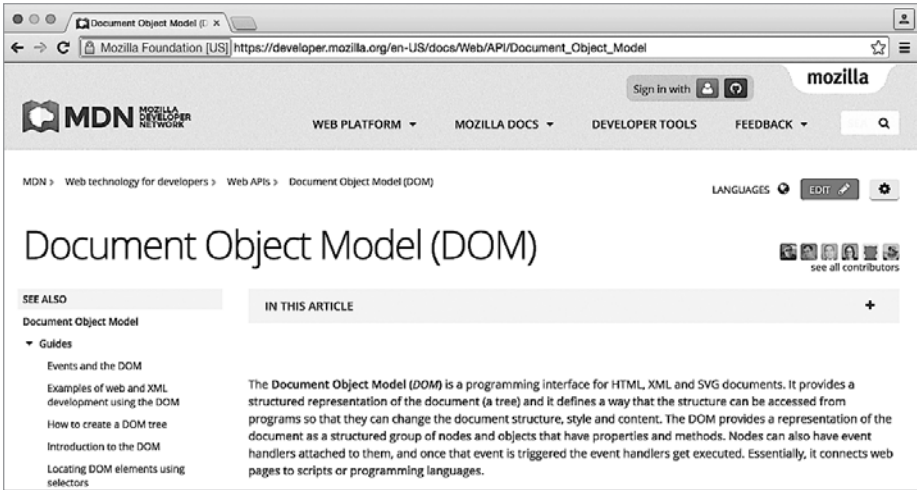 Document Object Model (D
Mozilla Foundation [US] https://developer.mozilla.org/en-US/docs/Web/API/Document_Object_Model
mozilla
Sign in with
MDN MOZILLA DEVELOPER NETWORK
WEB PLATFORM MOZILLA DOCS DEVELOPER TOOLS FEEDBACK
MDN > Web technology for developers > Web APIs > Document Object Model (DOM)
LANGUAGES EDIT
Document Object Model (DOM)
see all contributors
SEE ALSO
Document Object Model
Guides
Events and the DOM
Examples of web and XML
development using the DOM
How to create a DOM tree
Introduction to the DOM
Locating DOM elements using
selectors
IN THIS ARTICLE +
The Document Object Model (DOM) is a programming interface for HTML, XML and SVG documents. It provides a
structured representation of the document (a tree) and it defines a way that the structure can be accessed from
programs so that they can change the document structure, style and content. The DOM provides a representation of the
document as a structured group of nodes and objects that have properties and methods. Nodes can also have event
handlers attached to them, and once that event is triggered the event handlers get executed. Essentially, it connects web
pages to scripts or programming languages.